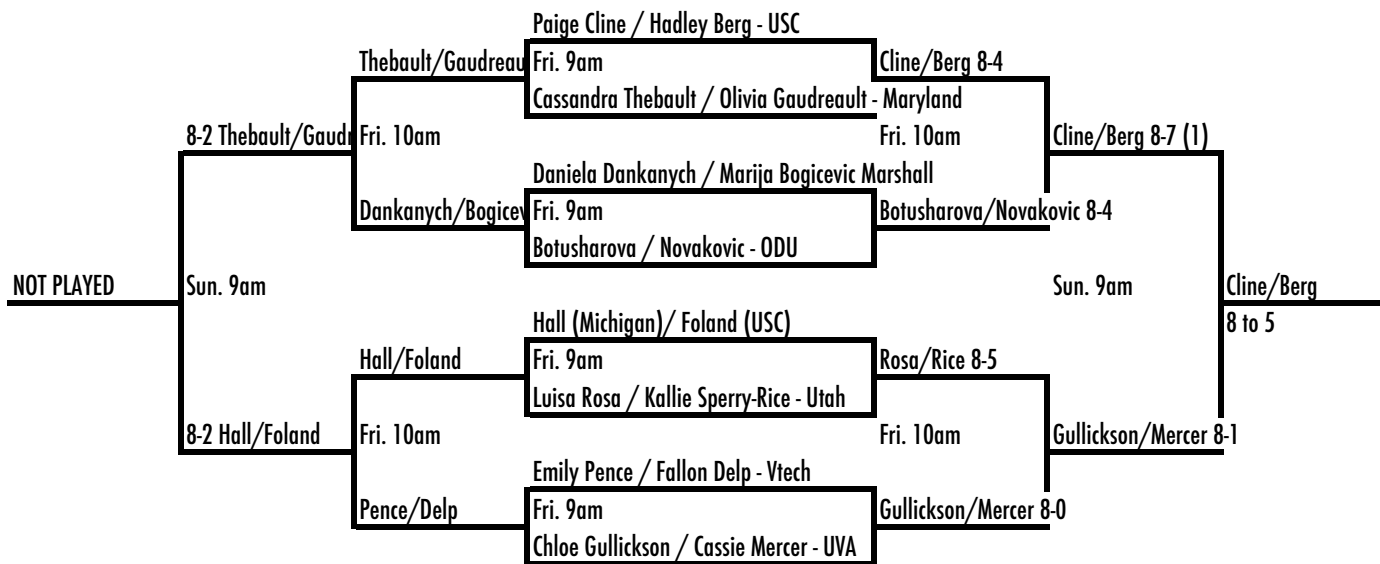 Paige Cline / Hadley Berg - USC
Thebault/Gaudreau
Fri. 9am
Cline/Berg 8-4
Cassandra Thebault / Olivia Gaudreault - Maryland
8-2 Thebault/Gaudr
Fri. 10am
Fri. 10am
Cline/Berg 8-7 (1)
Daniela Dankanych / Marija Bogicevic Marshall
Dankanych/Bogicev
Fri. 9am
Botusharova/Novakovic 8-4
Botusharova / Novakovic - ODU
NOT PLAYED
Sun. 9am
Sun. 9am
Cline/Berg
Hall (Michigan)/ Foland (USC)
8 to 5
Hall/Foland
Fri. 9am
Rosa/Rice 8-5
Luisa Rosa / Kallie Sperry-Rice - Utah
8-2 Hall/Foland
Fri. 10am
Fri. 10am
Gullickson/Mercer 8-1
Emily Pence / Fallon Delp - Vtech
Pence/Delp
Fri. 9am
Gullickson/Mercer 8-0
Chloe Gullickson / Cassie Mercer - UVA